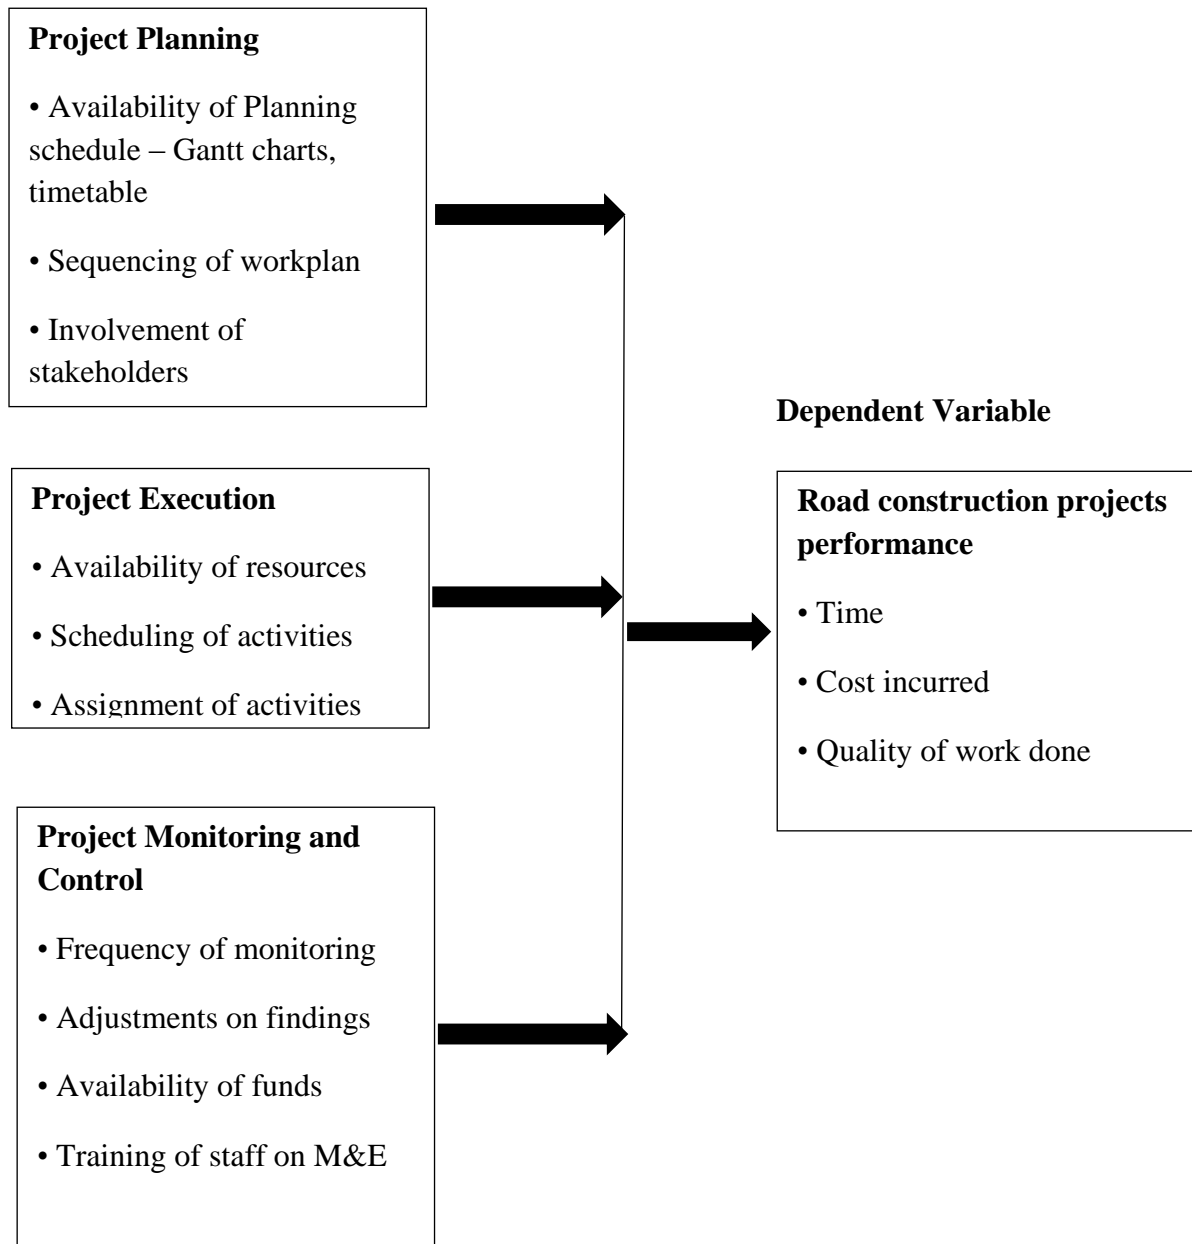 Project Planning
• Availability of Planning
schedule – Gantt charts,
timetable
• Sequencing of workplan
• Involvement of
stakeholders
Project Execution
• Availability of resources
• Scheduling of activities
• Assignment of activities
Project Monitoring and
Control
• Frequency of monitoring
• Adjustments on findings
• Availability of funds
• Training of staff on M&E
Dependent Variable
Road construction projects
performance
• Time
• Cost incurred
• Quality of work done